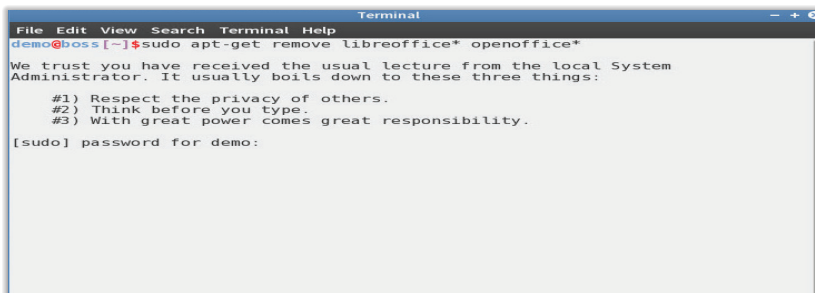 Terminal
File Edit View Search Terminal Help
demo@boss[~]$sudo apt-get remove libreoffice* openoffice*
We trust you have received the usual lecture from the local System
Administrator. It usually boils down to these three things:
#1) Respect the privacy of others.
#2) Think before you type.
#3) With great power comes great responsibility.
[sudo] password for demo: